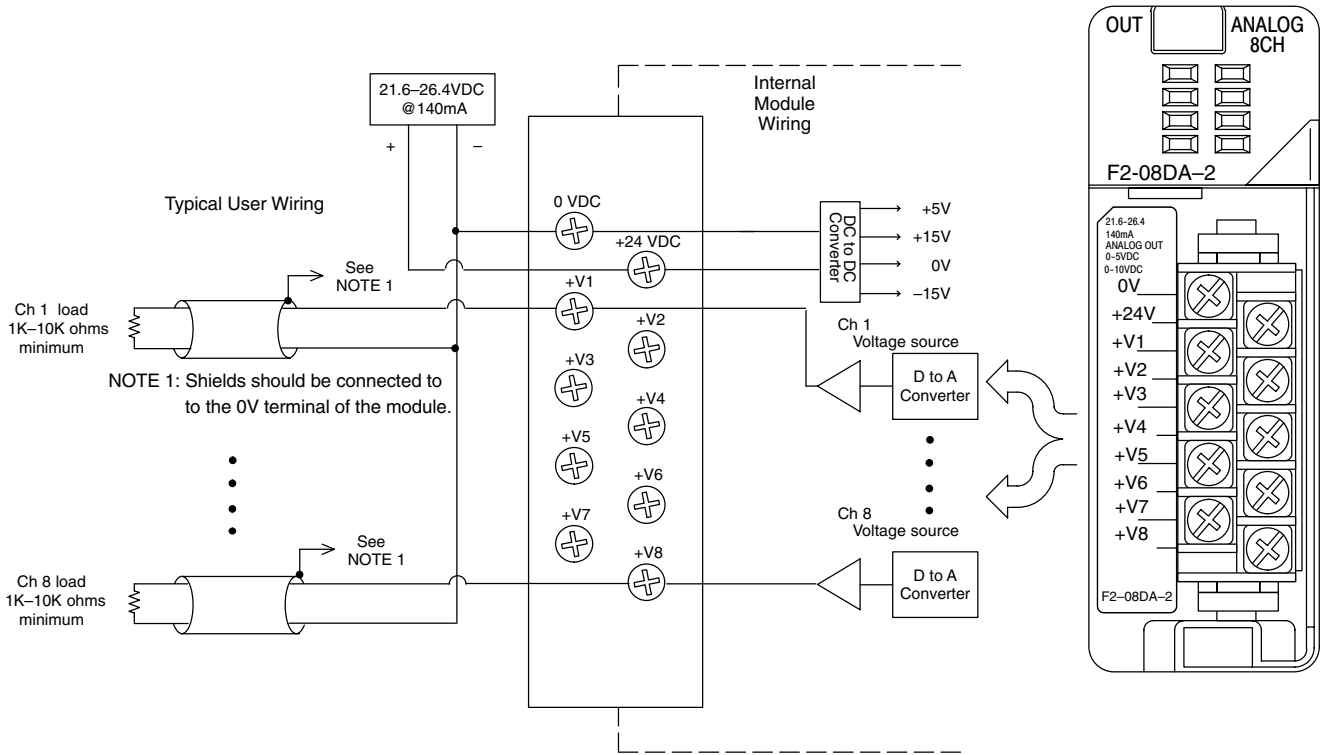 OUT
ANALOG
8CH
21.6–26.4VDC
@140mA
+
–
Internal
Module
Wiring
F2-08DA–2
Typical User Wiring
0 VDC
+24 VDC
DC to DC
Converter
+5V
+15V
0V
–15V
See
NOTE 1
Ch 1 load
1K–10K ohms
minimum
NOTE 1: Shields should be connected to
to the 0V terminal of the module.
+V1
+V2
+V3
+V4
+V5
+V6
+V7
+V8
Ch 1
Voltage source
D to A
Converter
Ch 8
Voltage source
D to A
Converter
See
NOTE 1
Ch 8 load
1K–10K ohms
minimum
21.6–26.4
140mA
ANALOG OUT
0–5VDC
0–10VDC
0V
+24V
+V1
+V2
+V3
+V4
+V5
+V6
+V7
+V8
F2–08DA–2